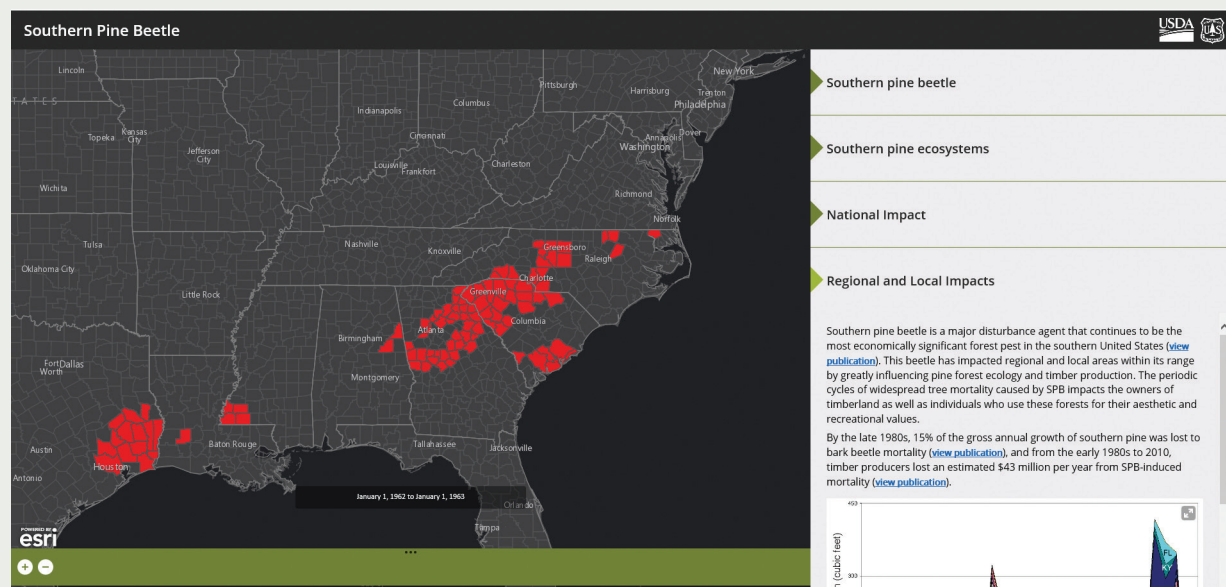 Southern Pine Beetle
USDA
UAS
Lincoln
TATES
Topeka
Kansas
City
Jefferson
City
Wichita
Tulsa
Oklahoma City
Little Rock
Fort
Worth
Dallas
Austin
Antonio
Houston
Baton Rouge
Indianapolis
Columbus
Pittsburgh
Harrisburg
New York
Trenton
Philadelphia
Cincinnati
Annapolis
Dover
Washington
Louisville
Frankfort
Charleston
Richmond
Norfolk
Nashville
Knoxville
Greensboro
Raleigh
Charlotte
Greenville
Columbia
Birmingham
Atlanta
Montgomery
Tallahassee
Jacksonville
Orlando
Tampa
January 1, 1962 to January 1, 1963
POWERED BY
esri
Southern pine beetle
Southern pine ecosystems
National Impact
Regional and Local Impacts
Southern pine beetle is a major disturbance agent that continues to be the
most economically significant forest pest in the southern United States (view
publication). This beetle has impacted regional and local areas within its range
by greatly influencing pine forest ecology and timber production. The periodic
cycles of widespread tree mortality caused by SPB impacts the owners of
timberland as well as individuals who use these forests for their aesthetic and
recreational values.
By the late 1980s, 15% of the gross annual growth of southern pine was lost to
bark beetle mortality (view publication), and from the early 1980s to 2010,
timber producers lost an estimated $43 million per year from SPB-induced
mortality (view publication).
453
333
(cubic feet)
FL
KY